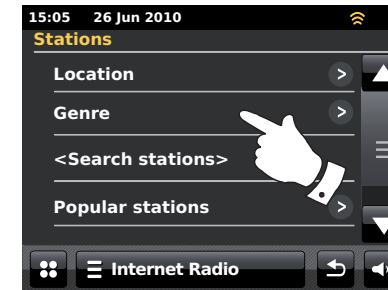 15:05 26 Jun 2010
Stations
Location
Genre
<Search stations>
Popular stations
Internet Radio